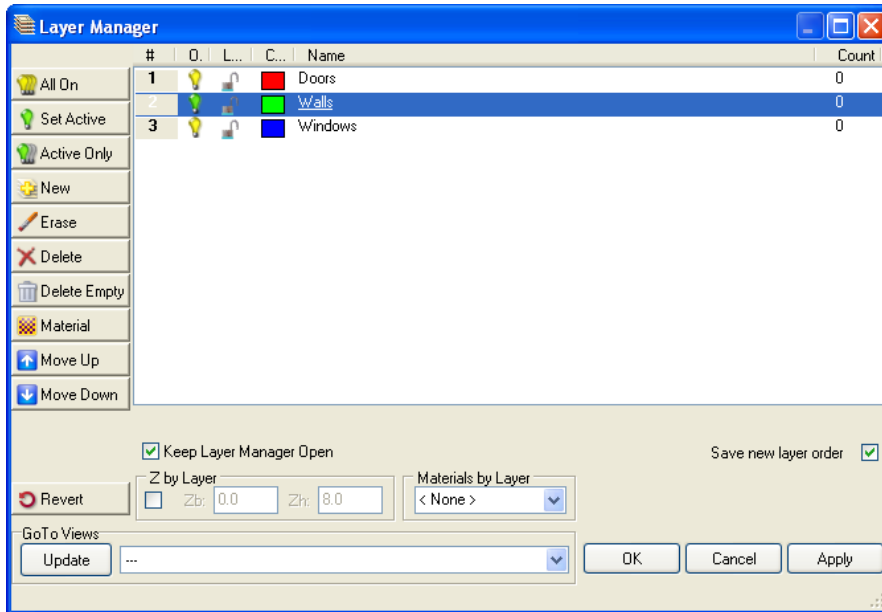 Layer Manager
# O. L... C... Name Count
All On
Set Active
Active Only
New
Erase
Delete
Delete Empty
Material
Move Up
Move Down
1 Doors 0
2 Walls 0
3 Windows 0
Keep Layer Manager Open
Save new layer order
Revert
Z by Layer
Zb: 0.0 Zh: 8.0
Materials by Layer
< None >
GoTo Views
Update ---
OK Cancel Apply